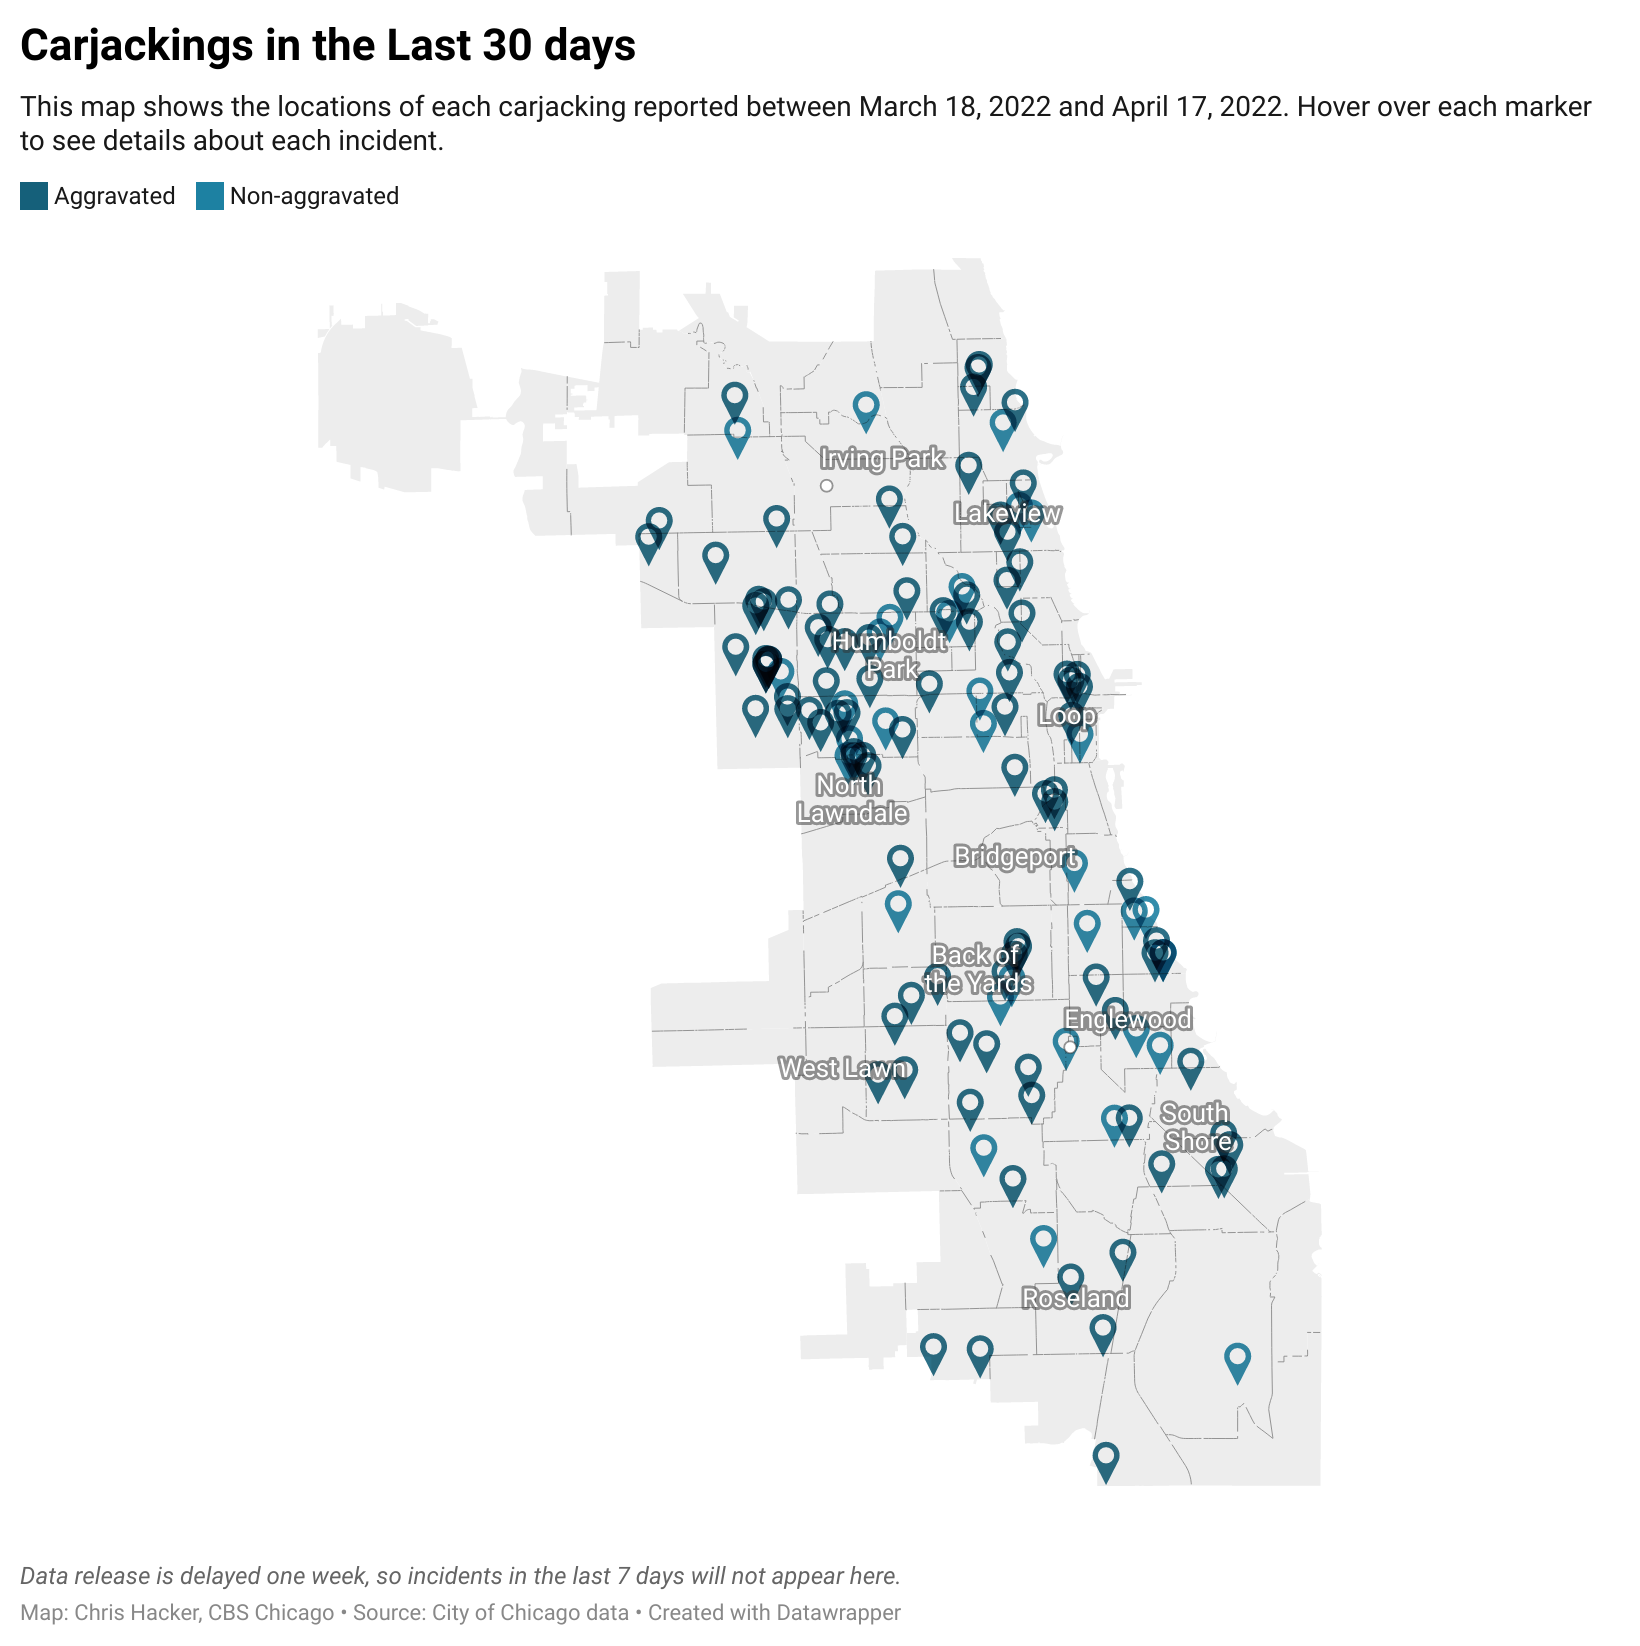 Carjackings in the Last 30 days
This map shows the locations of each carjacking reported between March 18, 2022 and April 17, 2022. Hover over each marker
to see details about each incident.
Aggravated Non-aggravated
Irving Park
Lakeview
Humboldt
Park
Loop
North
Lawndale
Bridgeport
Back of
the Yards
Englewood
West Lawn
South
Shore
Roseland
Data release is delayed one week, so incidents in the last 7 days will not appear here.
Map: Chris Hacker, CBS Chicago • Source: City of Chicago data • Created with Datawrapper